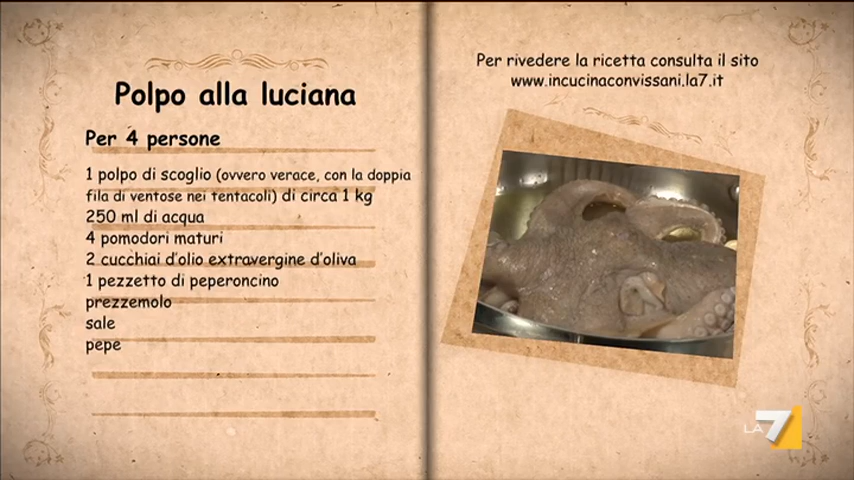 Polpo alla luciana
Per 4 persone
1 polpo di scoglio (ovvero verace, con la doppia
fila di ventose nei tentacoli) di circa 1 kg
250 ml di acqua
4 pomodori maturi
2 cucchiai d'olio extravergine d'oliva
1 pezzetto di peperoncino
prezzemolo
sale
pepe
Per rivedere la ricetta consulta il sito
www.incucinaconvissani.la7.it
LA 7